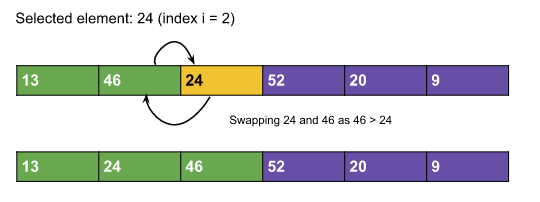 Selected element: 24 (index i = 2)
13 46 24 52 20 9
Swapping 24 and 46 as 46 > 24
13 24 46 52 20 9